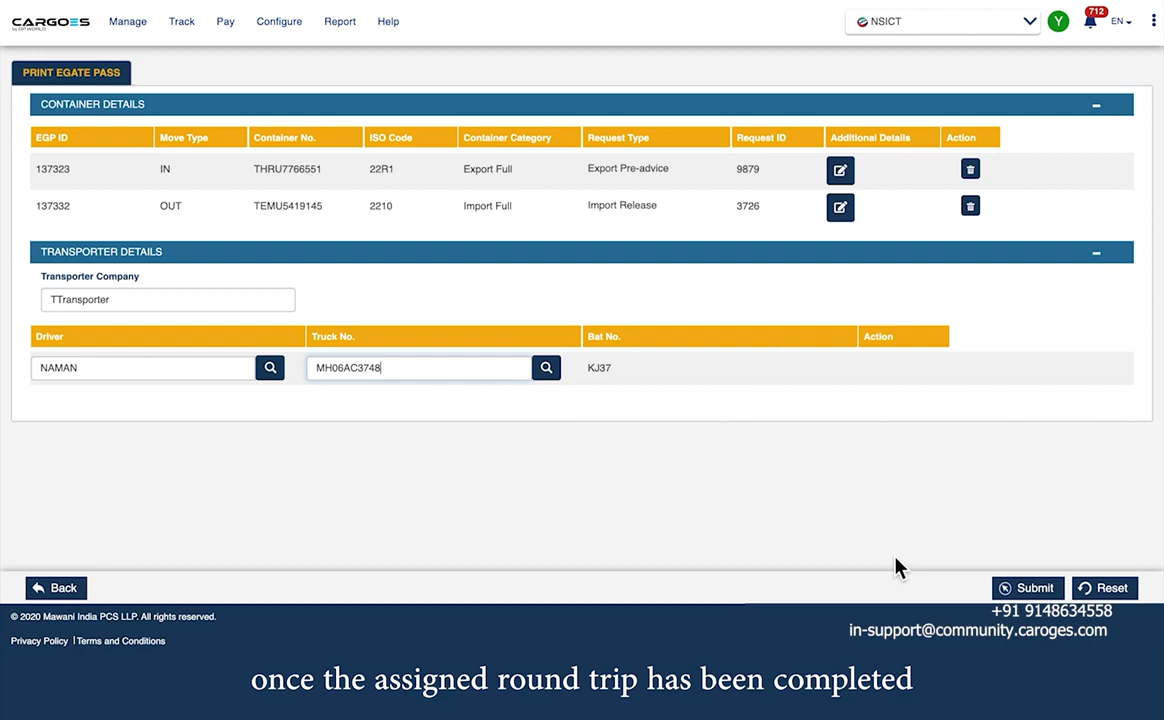 CARGOES Manage Track Pay Configure Report Help NSICT Y 712 EN
by DP WORLD
PRINT EGATE PASS
CONTAINER DETAILS
EGP ID Move Type Container No. ISO Code Container Category Request Type Request ID Additional Details Action
137323 IN THRU7766551 22R1 Export Full Export Pre-advice 9879
137332 OUT TEMU5419145 2210 Import Full Import Release 3726
TRANSPORTER DETAILS
Transporter Company
TTransporter
Driver Truck No. Bat No. Action
NAMAN MH06AC3748 KJ37
Back Submit Reset
© 2020 Mawani India PCS LLP. All rights reserved.
+91 9148634558
in-support@community.caroges.com
Privacy Policy | Terms and Conditions
once the assigned round trip has been completed